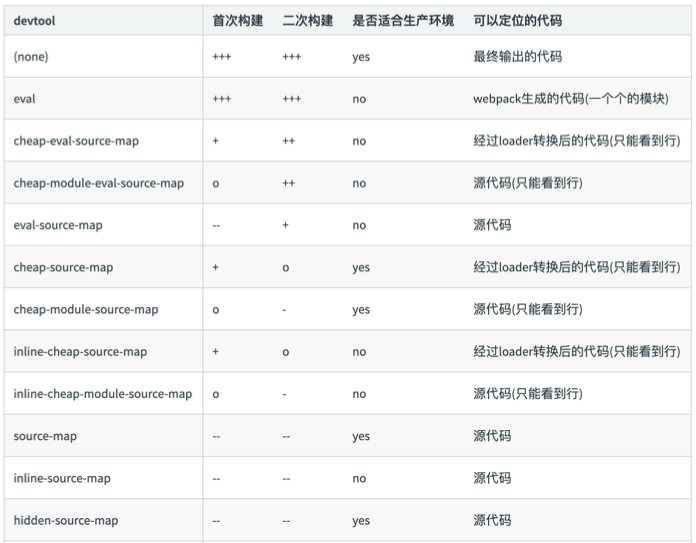 devtool 首次构建 二次构建 是否适合生产环境 可以定位的代码
(none) +++ +++ yes 最终输出的代码
eval +++ +++ no webpack生成的代码(一个个的模块)
cheap-eval-source-map + ++ no 经过loader转换后的代码(只能看到行)
cheap-module-eval-source-map o ++ no 源代码(只能看到行)
eval-source-map -- + no 源代码
cheap-source-map + o yes 经过loader转换后的代码(只能看到行)
cheap-module-source-map o - yes 源代码(只能看到行)
inline-cheap-source-map + o no 经过loader转换后的代码(只能看到行)
inline-cheap-module-source-map o - no 源代码(只能看到行)
source-map -- -- yes 源代码
inline-source-map -- -- no 源代码
hidden-source-map -- -- yes 源代码